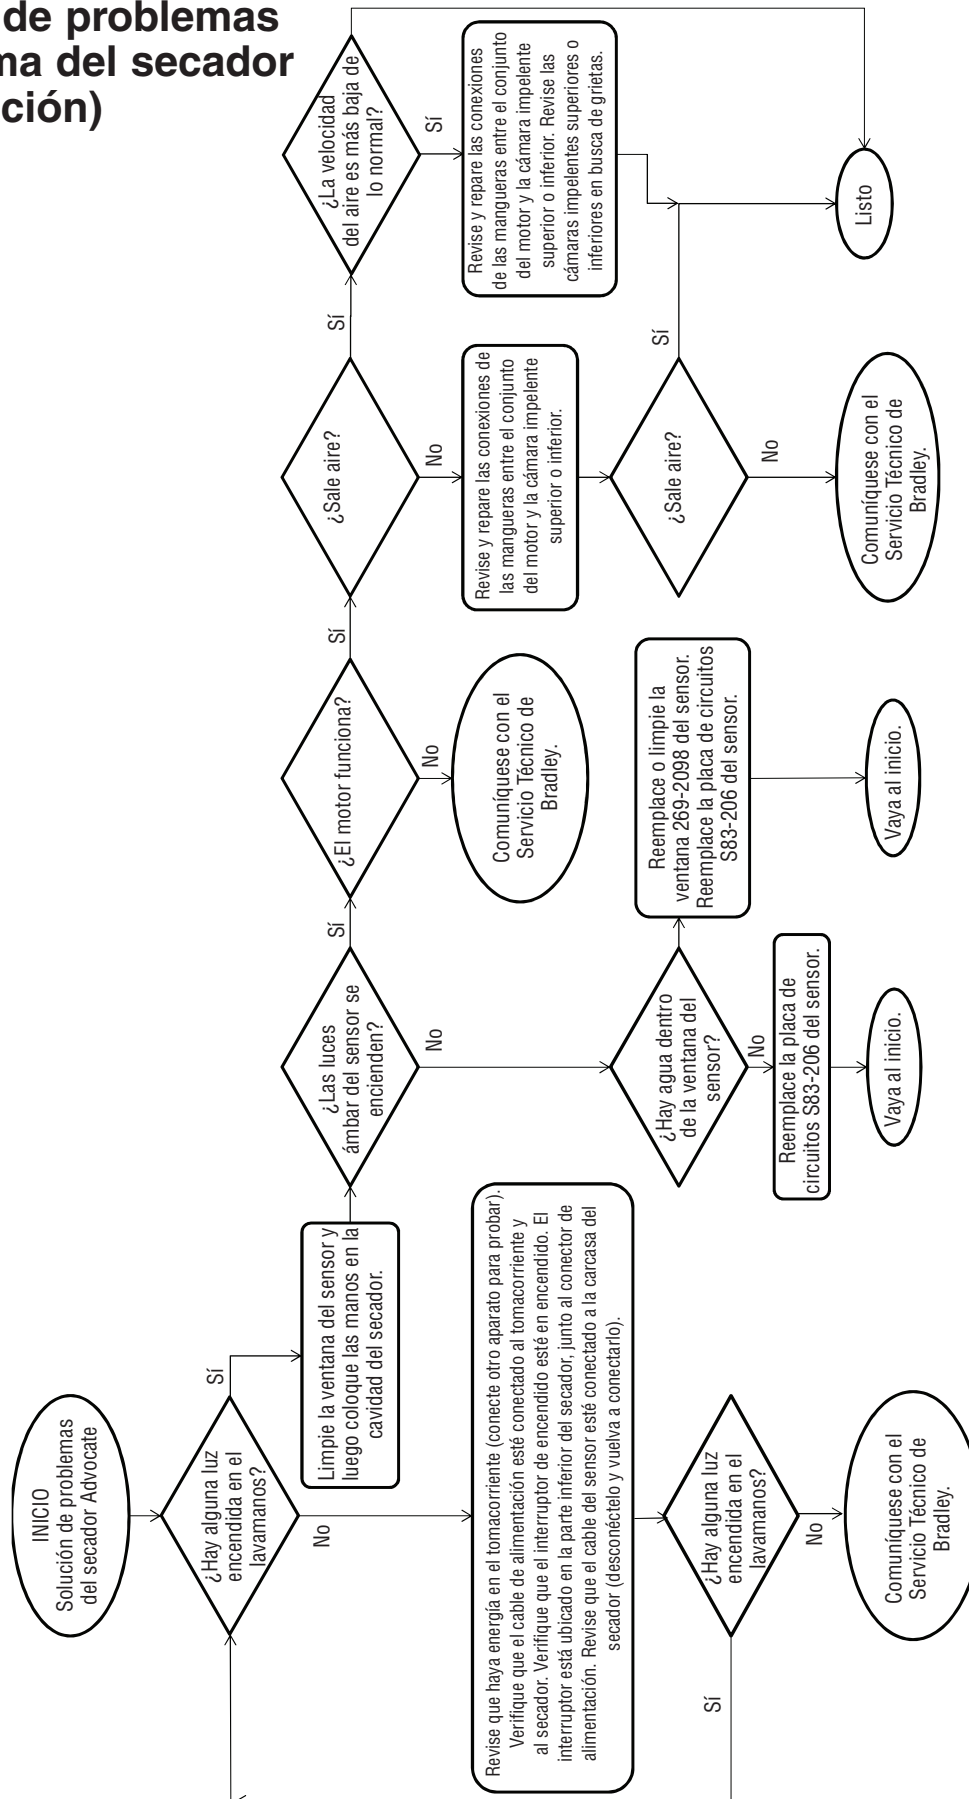 de problemas
ma del secador
ción)
INICIO
Solución de problemas
del secador Advocate
¿Hay alguna luz
encendida en el
lavamanos?
Sí
No
Limpie la ventana del sensor y
luego coloque las manos en la
cavidad del secador.
Revise que haya energía en el tomacorriente (conecte otro aparato para probar).
Verifique que el cable de alimentación esté conectado al tomacorriente y
al secador. Verifique que el interruptor de encendido esté en encendido. El
interruptor está ubicado en la parte inferior del secador, junto al conector de
alimentación. Revise que el cable del sensor esté conectado a la carcasa del
secador (desconéctelo y vuelva a conectarlo).
¿Hay alguna luz
encendida en el
lavamanos?
Sí
No
Comuníquese con el
Servicio Técnico de
Bradley.
¿Las luces
ámbar del sensor se
encienden?
Sí
No
¿Hay agua dentro
de la ventana del
sensor?
No
Reemplace la placa de
circuitos S83-206 del sensor.
Vaya al inicio.
Reemplace o limpie la
ventana 269-2098 del sensor.
Reemplace la placa de circuitos
S83-206 del sensor.
Vaya al inicio.
¿El motor funciona?
Sí
No
Comuníquese con el
Servicio Técnico de
Bradley.
¿Sale aire?
Sí
No
Revise y repare las conexiones de
las mangueras entre el conjunto
del motor y la cámara impelente
superior o inferior.
¿Sale aire?
Sí
No
Comuníquese con el
Servicio Técnico de
Bradley.
¿La velocidad
del aire es más baja de
lo normal?
Sí
Revise y repare las conexiones
de las mangueras entre el conjunto
del motor y la cámara impelente
superior o inferior. Revise las
cámaras impelentes superiores o
inferiores en busca de grietas.
Listo